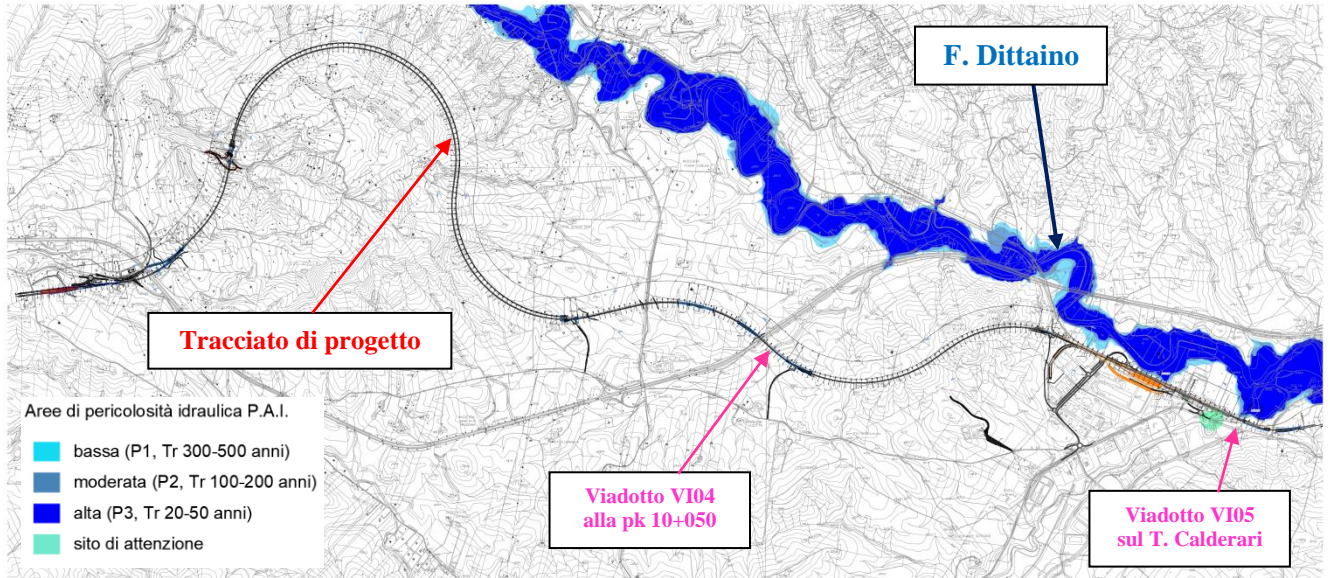 F. Dittaino
Tracciato di progetto
Aree di pericolosità idraulica P.A.I.
bassa (P1, Tr 300-500 anni)
moderata (P2, Tr 100-200 anni)
alta (P3, Tr 20-50 anni)
sito di attenzione
Viadotto VI04
alla pk 10+050
Viadotto VI05
sul T. Calderari